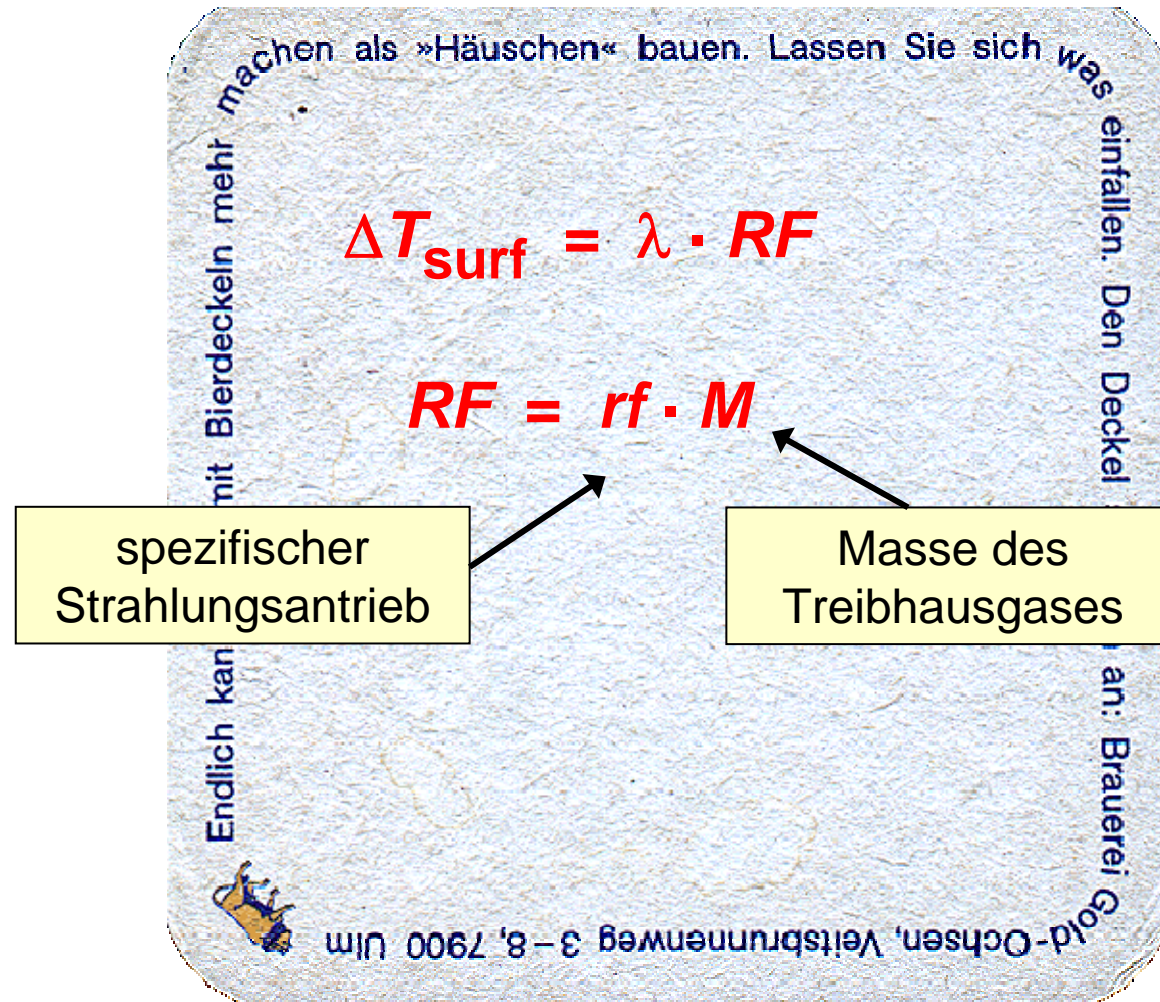 Endlich kan mit Bierdeckeln mehr machen als »Häuschen« bauen. Lassen Sie sich was einfallen. Den Deckel an: Brauerei Gold-Ochsen, Veitsbrunnenweg 3–8, 7900 Ulm
ΔT_surf = λ · RF
RF = rf · M
spezifischer
Strahlungsantrieb
Masse des
Treibhausgases